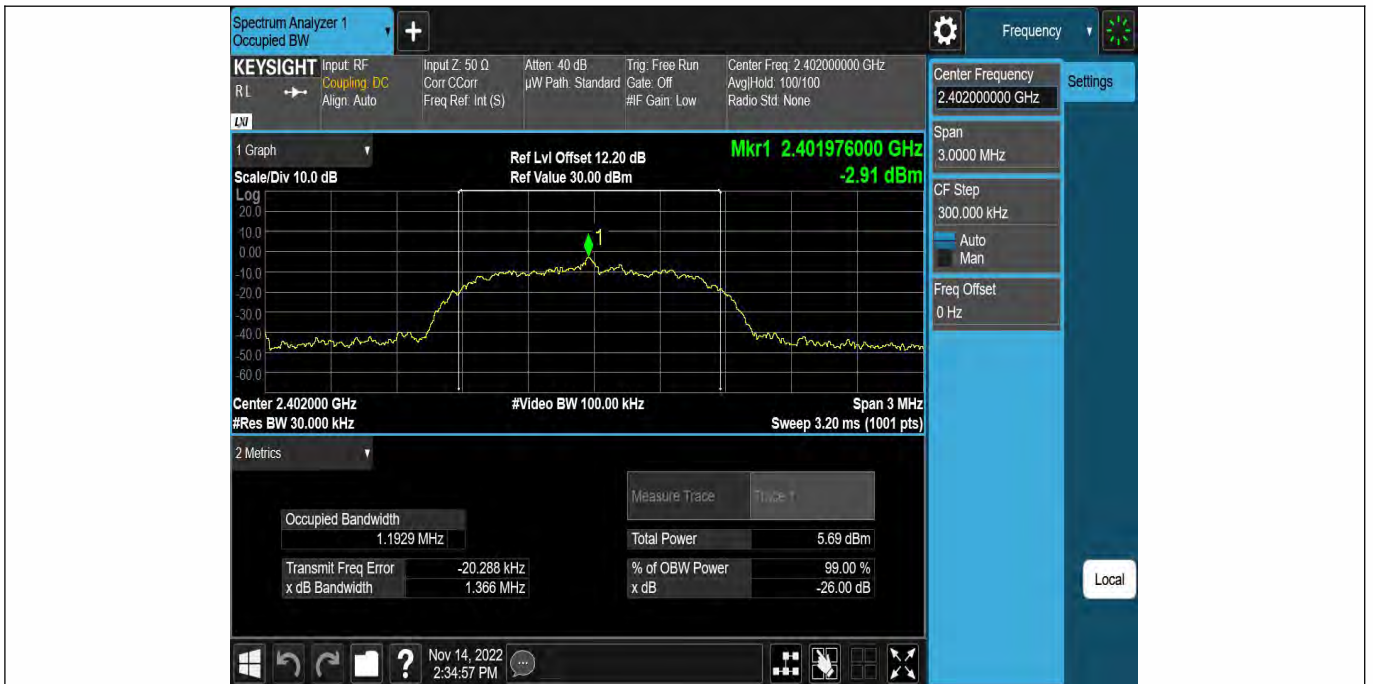 Spectrum Analyzer 1
Occupied BW
Frequency
KEYSIGHT
RL
LXI
Input: RF
Coupling: DC
Align: Auto
Input Z: 50 Ω
Corr CCorr
Freq Ref: Int (S)
Atten: 40 dB
µW Path: Standard
Trig: Free Run
Gate: Off
#IF Gain: Low
Center Freq: 2.402000000 GHz
Avg|Hold: 100/100
Radio Std: None
Center Frequency
2.402000000 GHz
Settings
Span
3.0000 MHz
CF Step
300.000 kHz
Auto
Man
Freq Offset
0 Hz
Local
1 Graph
Scale/Div 10.0 dB
Ref Lvl Offset 12.20 dB
Ref Value 30.00 dBm
Mkr1 2.401976000 GHz
-2.91 dBm
Log
20.0
10.0
0.00
-10.0
-20.0
-30.0
-40.0
-50.0
-60.0
1
Center 2.402000 GHz
#Res BW 30.000 kHz
#Video BW 100.00 kHz
Span 3 MHz
Sweep 3.20 ms (1001 pts)
2 Metrics
Measure Trace
Trace 1
Occupied Bandwidth
1.1929 MHz
Total Power
5.69 dBm
Transmit Freq Error
-20.288 kHz
% of OBW Power
99.00 %
x dB Bandwidth
1.366 MHz
x dB
-26.00 dB
?
Nov 14, 2022
2:34:57 PM